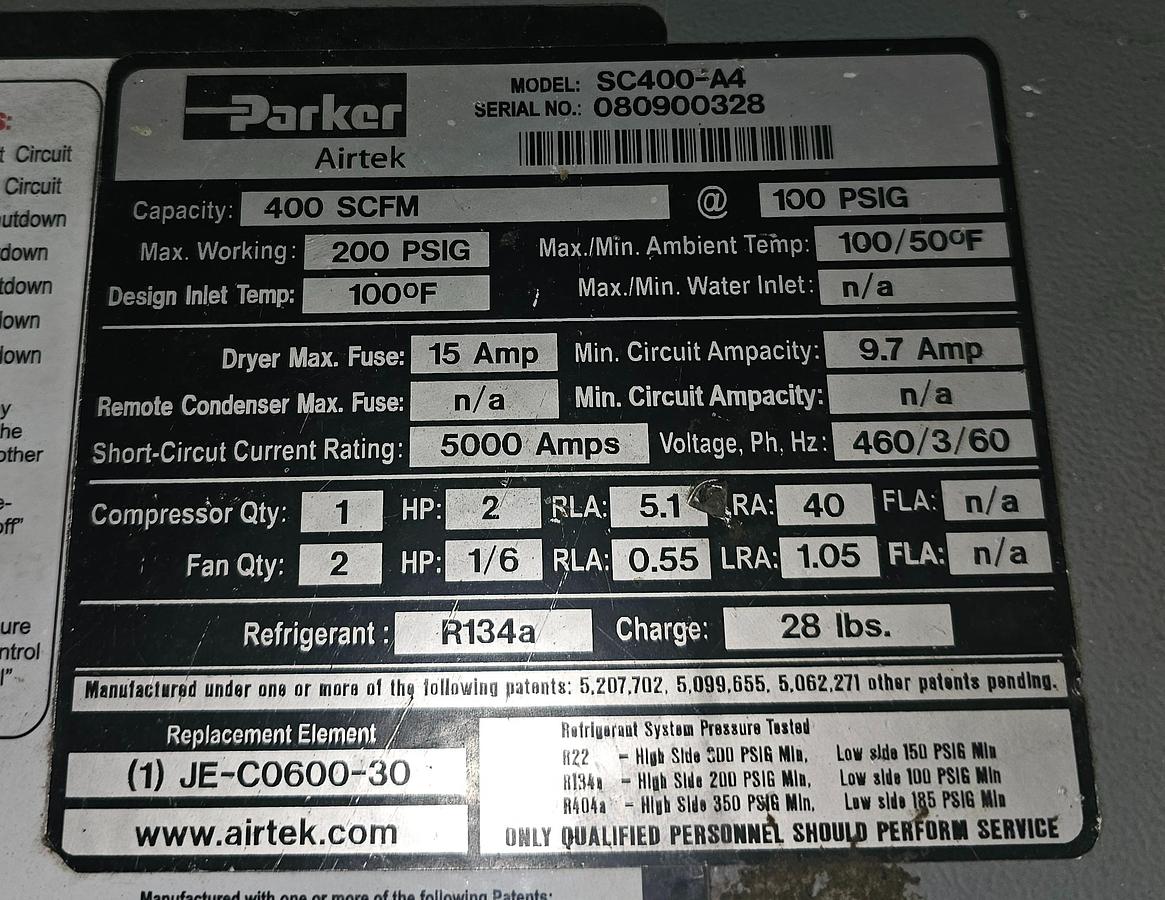 Parker
Airtek
MODEL: SC400-A4
SERIAL NO.: 080900328
Capacity: 400 SCFM @ 100 PSIG
Max. Working: 200 PSIG Max./Min. Ambient Temp: 100/50ºF
Design Inlet Temp: 100ºF Max./Min. Water Inlet: n/a
Dryer Max. Fuse: 15 Amp Min. Circuit Ampacity: 9.7 Amp
Remote Condenser Max. Fuse: n/a Min. Circuit Ampacity: n/a
Short-Circut Current Rating: 5000 Amps Voltage, Ph, Hz: 460/3/60
Compressor Qty: 1 HP: 2 RLA: 5.1 RA: 40 FLA: n/a
Fan Qty: 2 HP: 1/6 RLA: 0.55 LRA: 1.05 FLA: n/a
Refrigerant : R134a Charge: 28 lbs.
Manufactured under one or more of the following patents: 5,207,702, 5,099,655, 5,062,271 other patents pending.
Replacement Element
(1) JE-C0600-30
www.airtek.com
Refrigerant System Pressure Tested
R22 – High Side 300 PSIG Min, Low side 150 PSIG Min
R134a – High Side 200 PSIG Min, Low side 100 PSIG Min
R404a – High Side 350 PSIG Min, Low side 185 PSIG Min
ONLY QUALIFIED PERSONNEL SHOULD PERFORM SERVICE
Manufactured with one or more of the following Patents:
s:
t Circuit
Circuit
utdown
down
tdown
lown
lown
y
he
other
e-
off"
ure
ntrol
l"